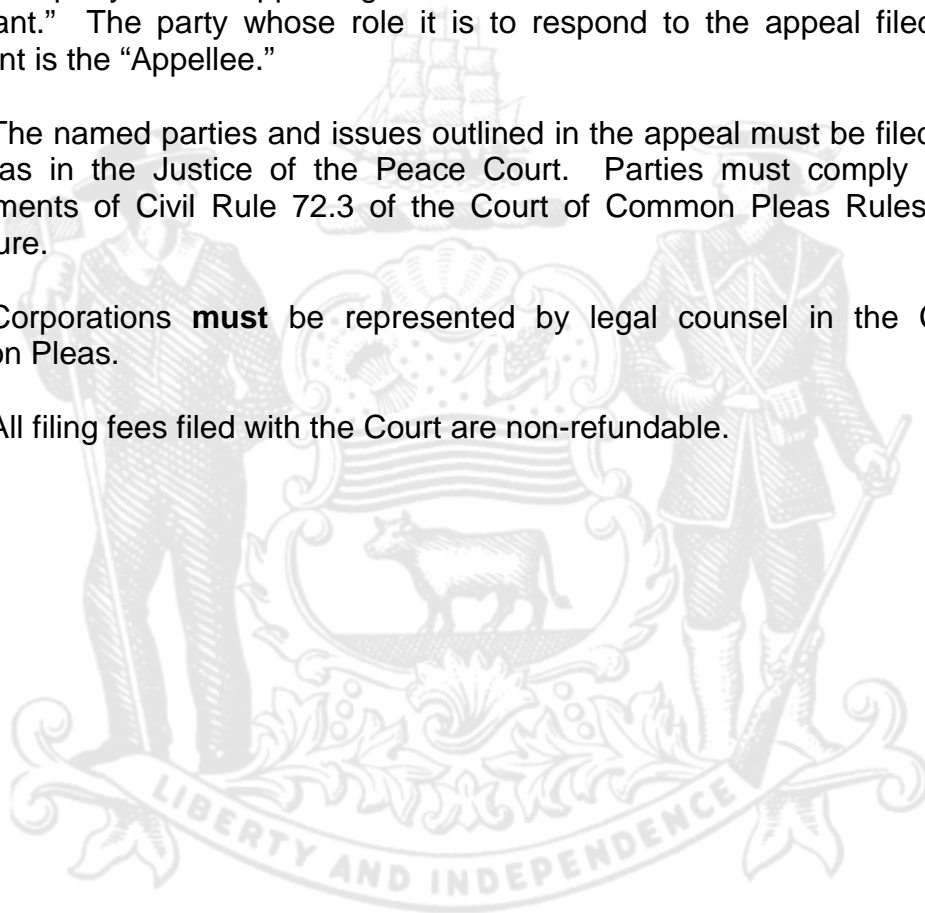 ant.” The party whose role it is to respond to the appeal filed
nt is the “Appellee.”
The named parties and issues outlined in the appeal must be filed
as in the Justice of the Peace Court. Parties must comply
ments of Civil Rule 72.3 of the Court of Common Pleas Rules
ure.
Corporations must be represented by legal counsel in the C
on Pleas.
All filing fees filed with the Court are non-refundable.
LIBERTY AND INDEPENDENCE